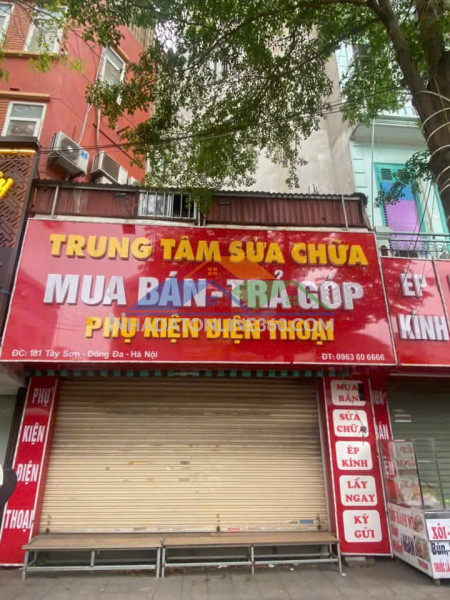 TRUNG TÂM SỬA CHỮA
MUA BÁN - TRẢ GÓP
PHỤ KIỆN ĐIỆN THOẠI
ĐC: 181 Tây Sơn - Đống Đa - Hà Nội
ĐT: 0963 60 6666
ÉP
KÍNH
PHỤ
KIỆN
ĐIỆN
THOẠI
MUA
BÁN
SỬA
CHỮA
ÉP
KÍNH
LẤY
NGAY
KÝ
GỬI
XÔI
Bún,